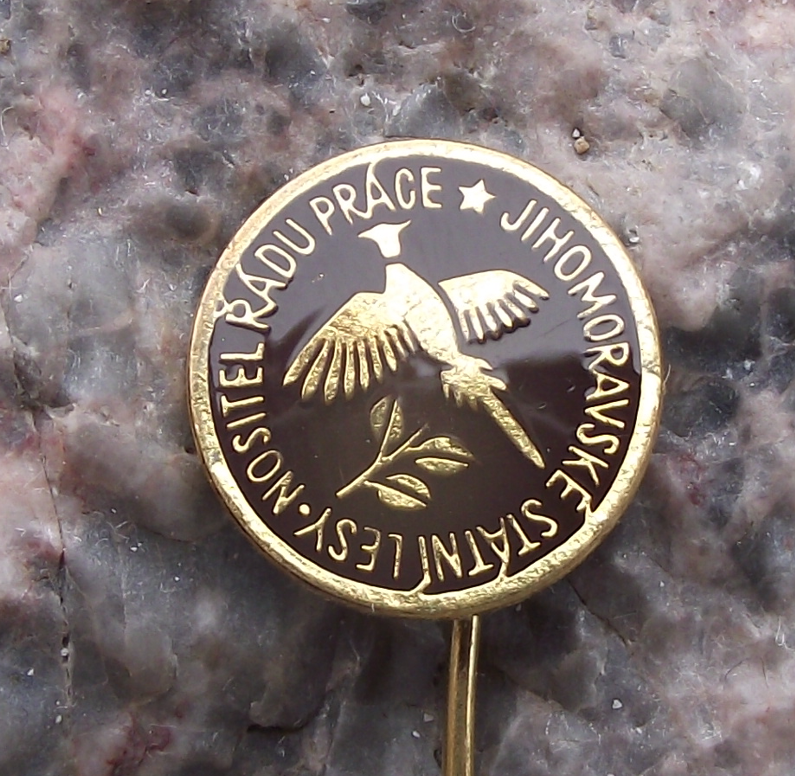 ★ JIHOMORAVSKÉ STÁTNÍ LESY • NOSITEL ŘÁDU PRÁCE